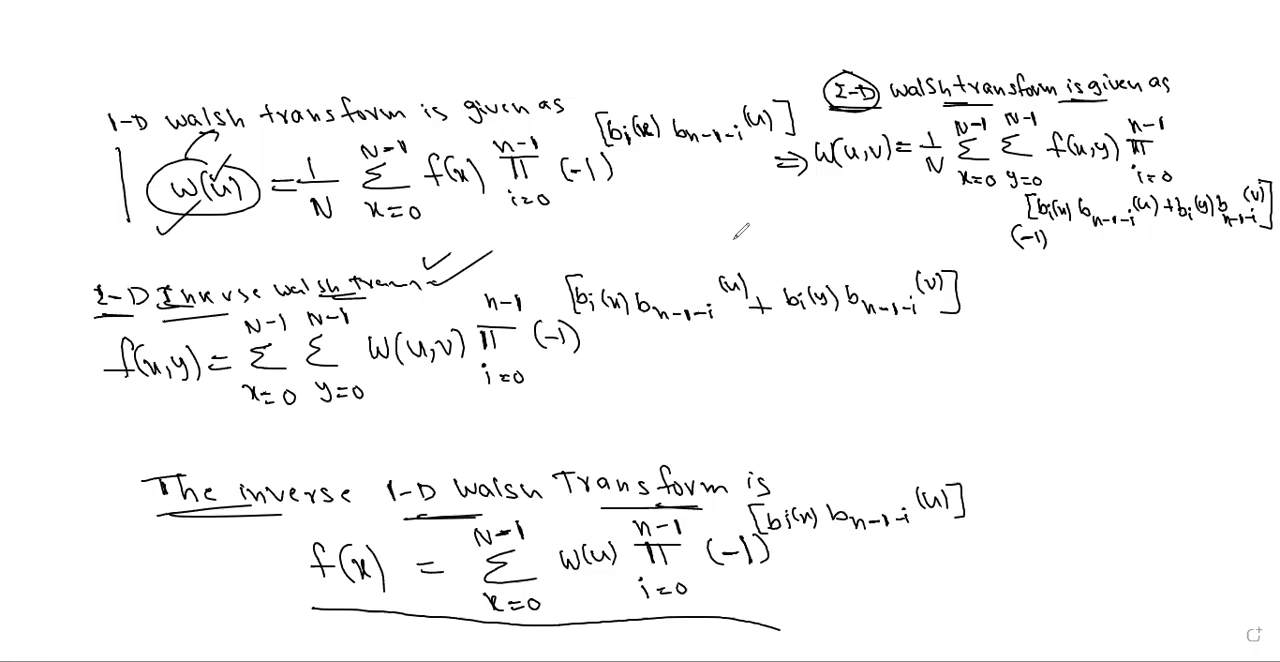 1-D walsh transform is given as
W(u) = 1/N Σ_{x=0}^{N-1} f(x) Π_{i=0}^{n-1} (-1)^{[b_i(x) b_{n-1-i}(u)]}
2-D walsh transform is given as
⇒ W(u,v) = 1/N Σ_{x=0}^{N-1} Σ_{y=0}^{N-1} f(x,y) Π_{i=0}^{n-1}
(-1)^{[b_i(x) b_{n-1-i}(u) + b_i(y) b_{n-1-i}(v)]}
2-D Inverse walsh trans
f(x,y) = Σ_{x=0}^{N-1} Σ_{y=0}^{N-1} W(u,v) Π_{i=0}^{n-1} (-1)^{[b_i(x) b_{n-1-i}(u) + b_i(y) b_{n-1-i}(v)]}
The inverse 1-D Walsh Transform is
f(x) = Σ_{x=0}^{N-1} W(u) Π_{i=0}^{n-1} (-1)^{[b_i(x) b_{n-1-i}(u)]}